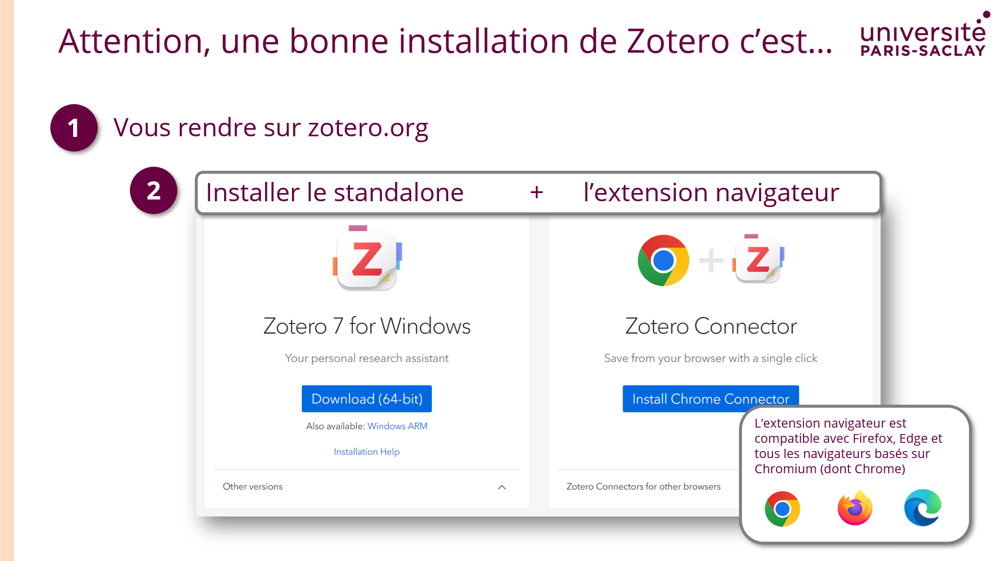 Attention, une bonne installation de Zotero c’est...
universite
PARIS-SACLAY
1 Vous rendre sur zotero.org
2 Installer le standalone + l’extension navigateur
Zotero 7 for Windows
Your personal research assistant
Download (64-bit)
Also available: Windows ARM
Installation Help
Other versions
Zotero Connector
Save from your browser with a single click
Install Chrome Connector
Zotero Connectors for other browsers
L’extension navigateur est
compatible avec Firefox, Edge et
tous les navigateurs basés sur
Chromium (dont Chrome)